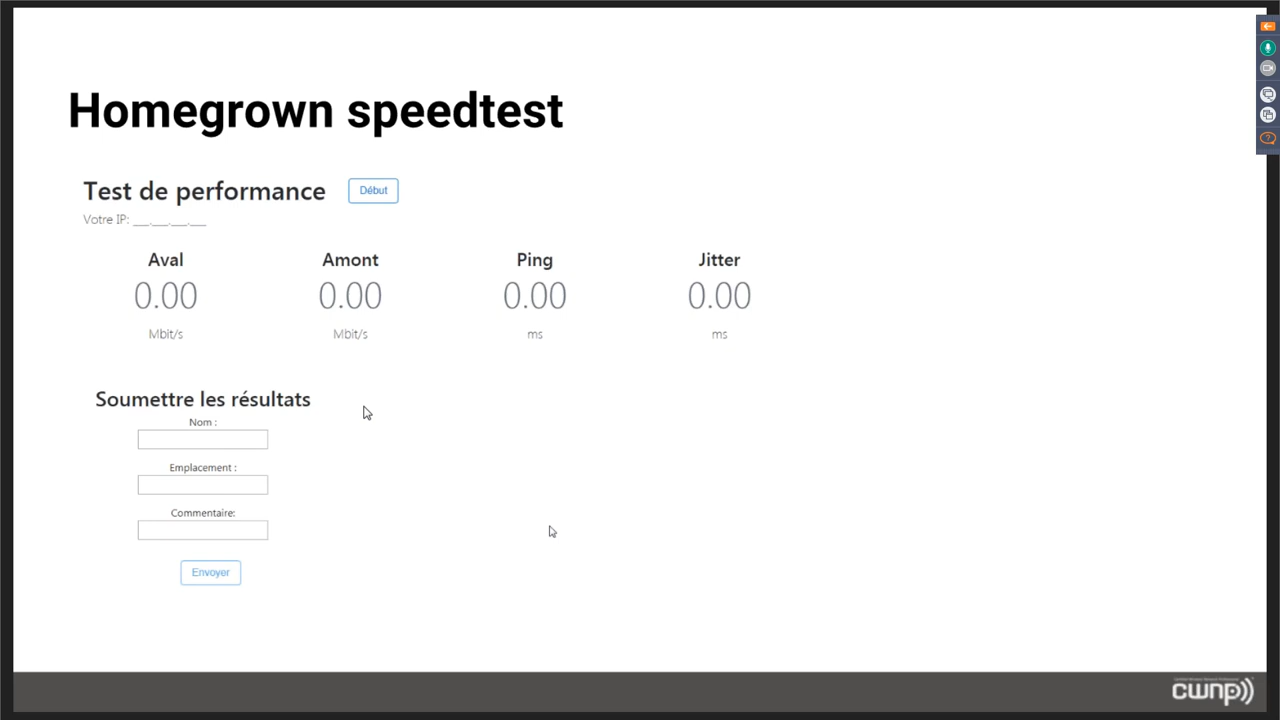 Homegrown speedtest
Test de performance Début
Votre IP: ___.___.___.___
Aval Amont Ping Jitter
0.00 0.00 0.00 0.00
Mbit/s Mbit/s ms ms
Soumettre les résultats
Nom :
Emplacement :
Commentaire:
Envoyer
cwnp